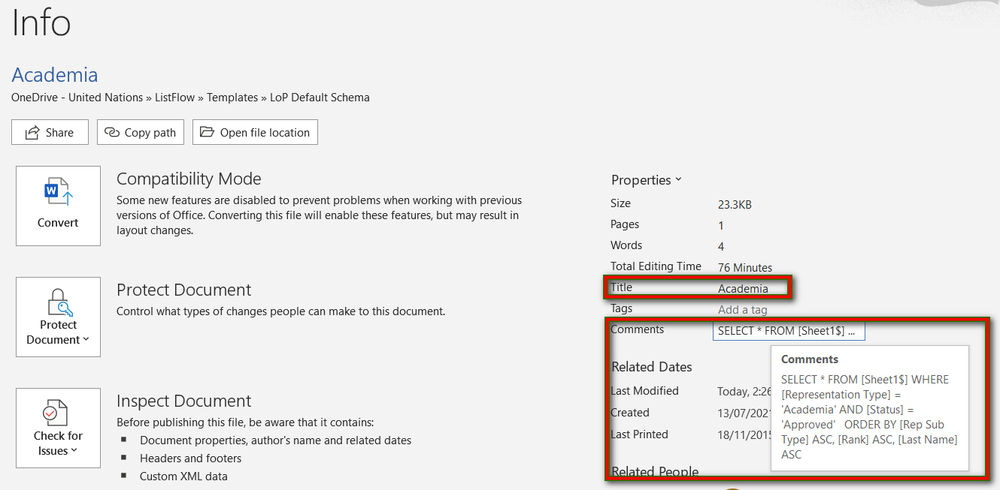 Info
Academia
OneDrive - United Nations » ListFlow » Templates » LoP Default Schema
Share
Copy path
Open file location
Convert
Compatibility Mode
Some new features are disabled to prevent problems when working with previous
versions of Office. Converting this file will enable these features, but may result in
layout changes.
Protect
Document
Protect Document
Control what types of changes people can make to this document.
Check for
Issues
Inspect Document
Before publishing this file, be aware that it contains:
Document properties, author's name and related dates
Headers and footers
Custom XML data
Properties
Size 23.3KB
Pages 1
Words 4
Total Editing Time 76 Minutes
Title Academia
Tags Add a tag
Comments SELECT * FROM [Sheet1$] ...
Related Dates
Last Modified Today, 2:26
Created 13/07/2021
Last Printed 18/11/2015
Related People
Comments
SELECT * FROM [Sheet1$] WHERE
[Representation Type] =
'Academia' AND [Status] =
'Approved'   ORDER BY [Rep Sub
Type] ASC, [Rank] ASC, [Last Name]
ASC